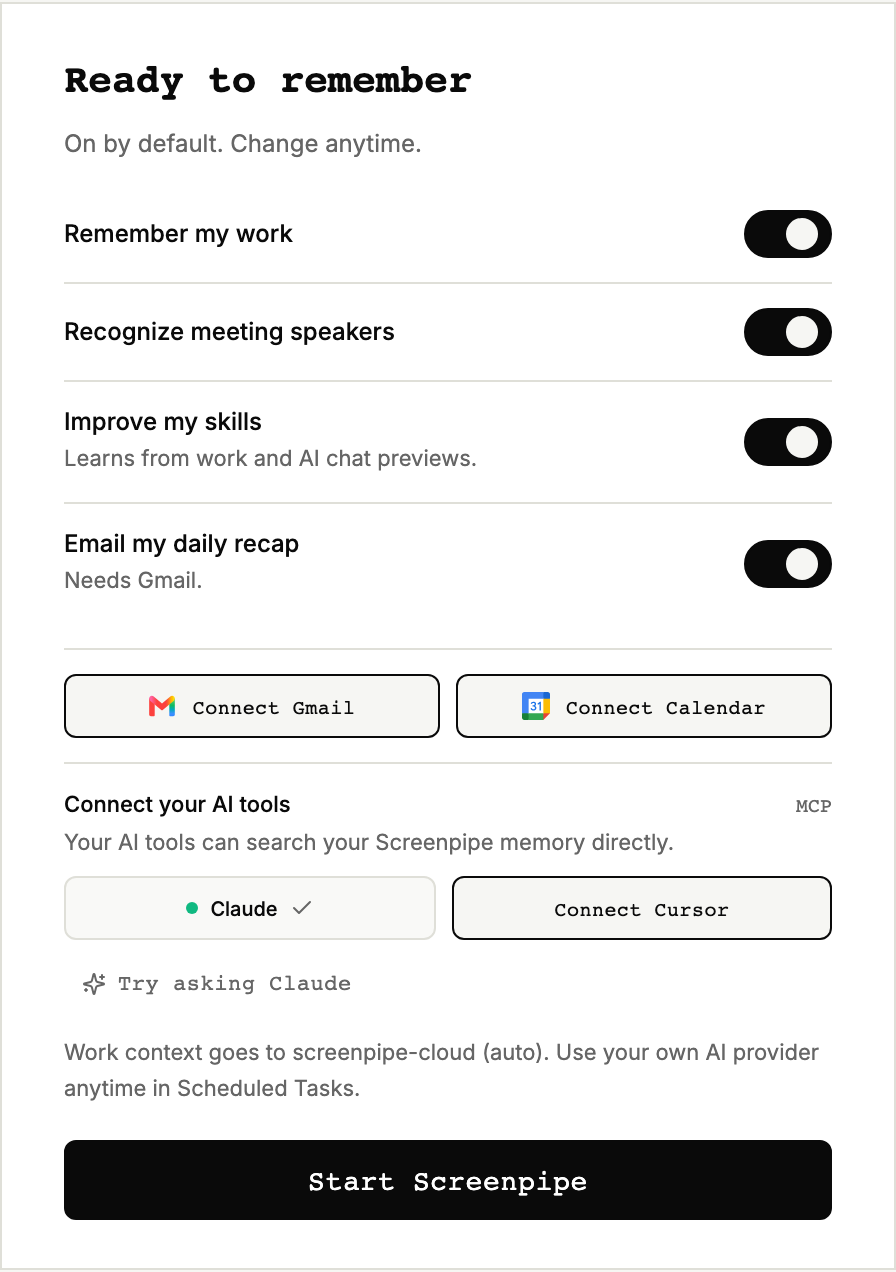 Ready to remember
On by default. Change anytime.
Remember my work
Recognize meeting speakers
Improve my skills
Learns from work and AI chat previews.
Email my daily recap
Needs Gmail.
Connect Gmail
31 Connect Calendar
Connect your AI tools
MCP
Your AI tools can search your Screenpipe memory directly.
Claude
Connect Cursor
Try asking Claude
Work context goes to screenpipe-cloud (auto). Use your own AI provider
anytime in Scheduled Tasks.
Start Screenpipe